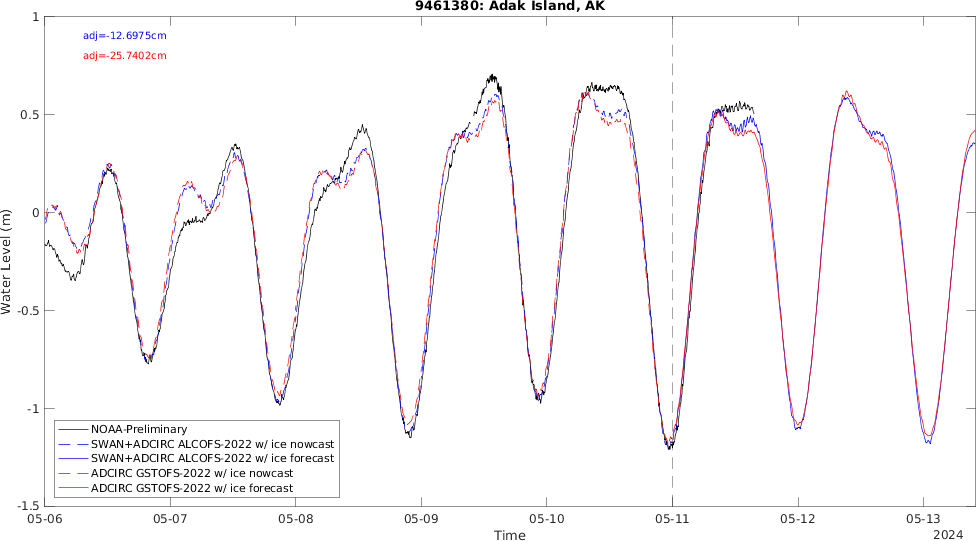 9461380: Adak Island, AK
adj=-12.6975cm
adj=-25.7402cm
1
0.5
0
-0.5
-1
-1.5
Water Level (m)
NOAA-Preliminary
SWAN+ADCIRC ALCOFS-2022 w/ ice nowcast
SWAN+ADCIRC ALCOFS-2022 w/ ice forecast
ADCIRC GSTOFS-2022 w/ ice nowcast
ADCIRC GSTOFS-2022 w/ ice forecast
05-06 05-07 05-08 05-09 05-10 05-11 05-12 05-13
Time
2024